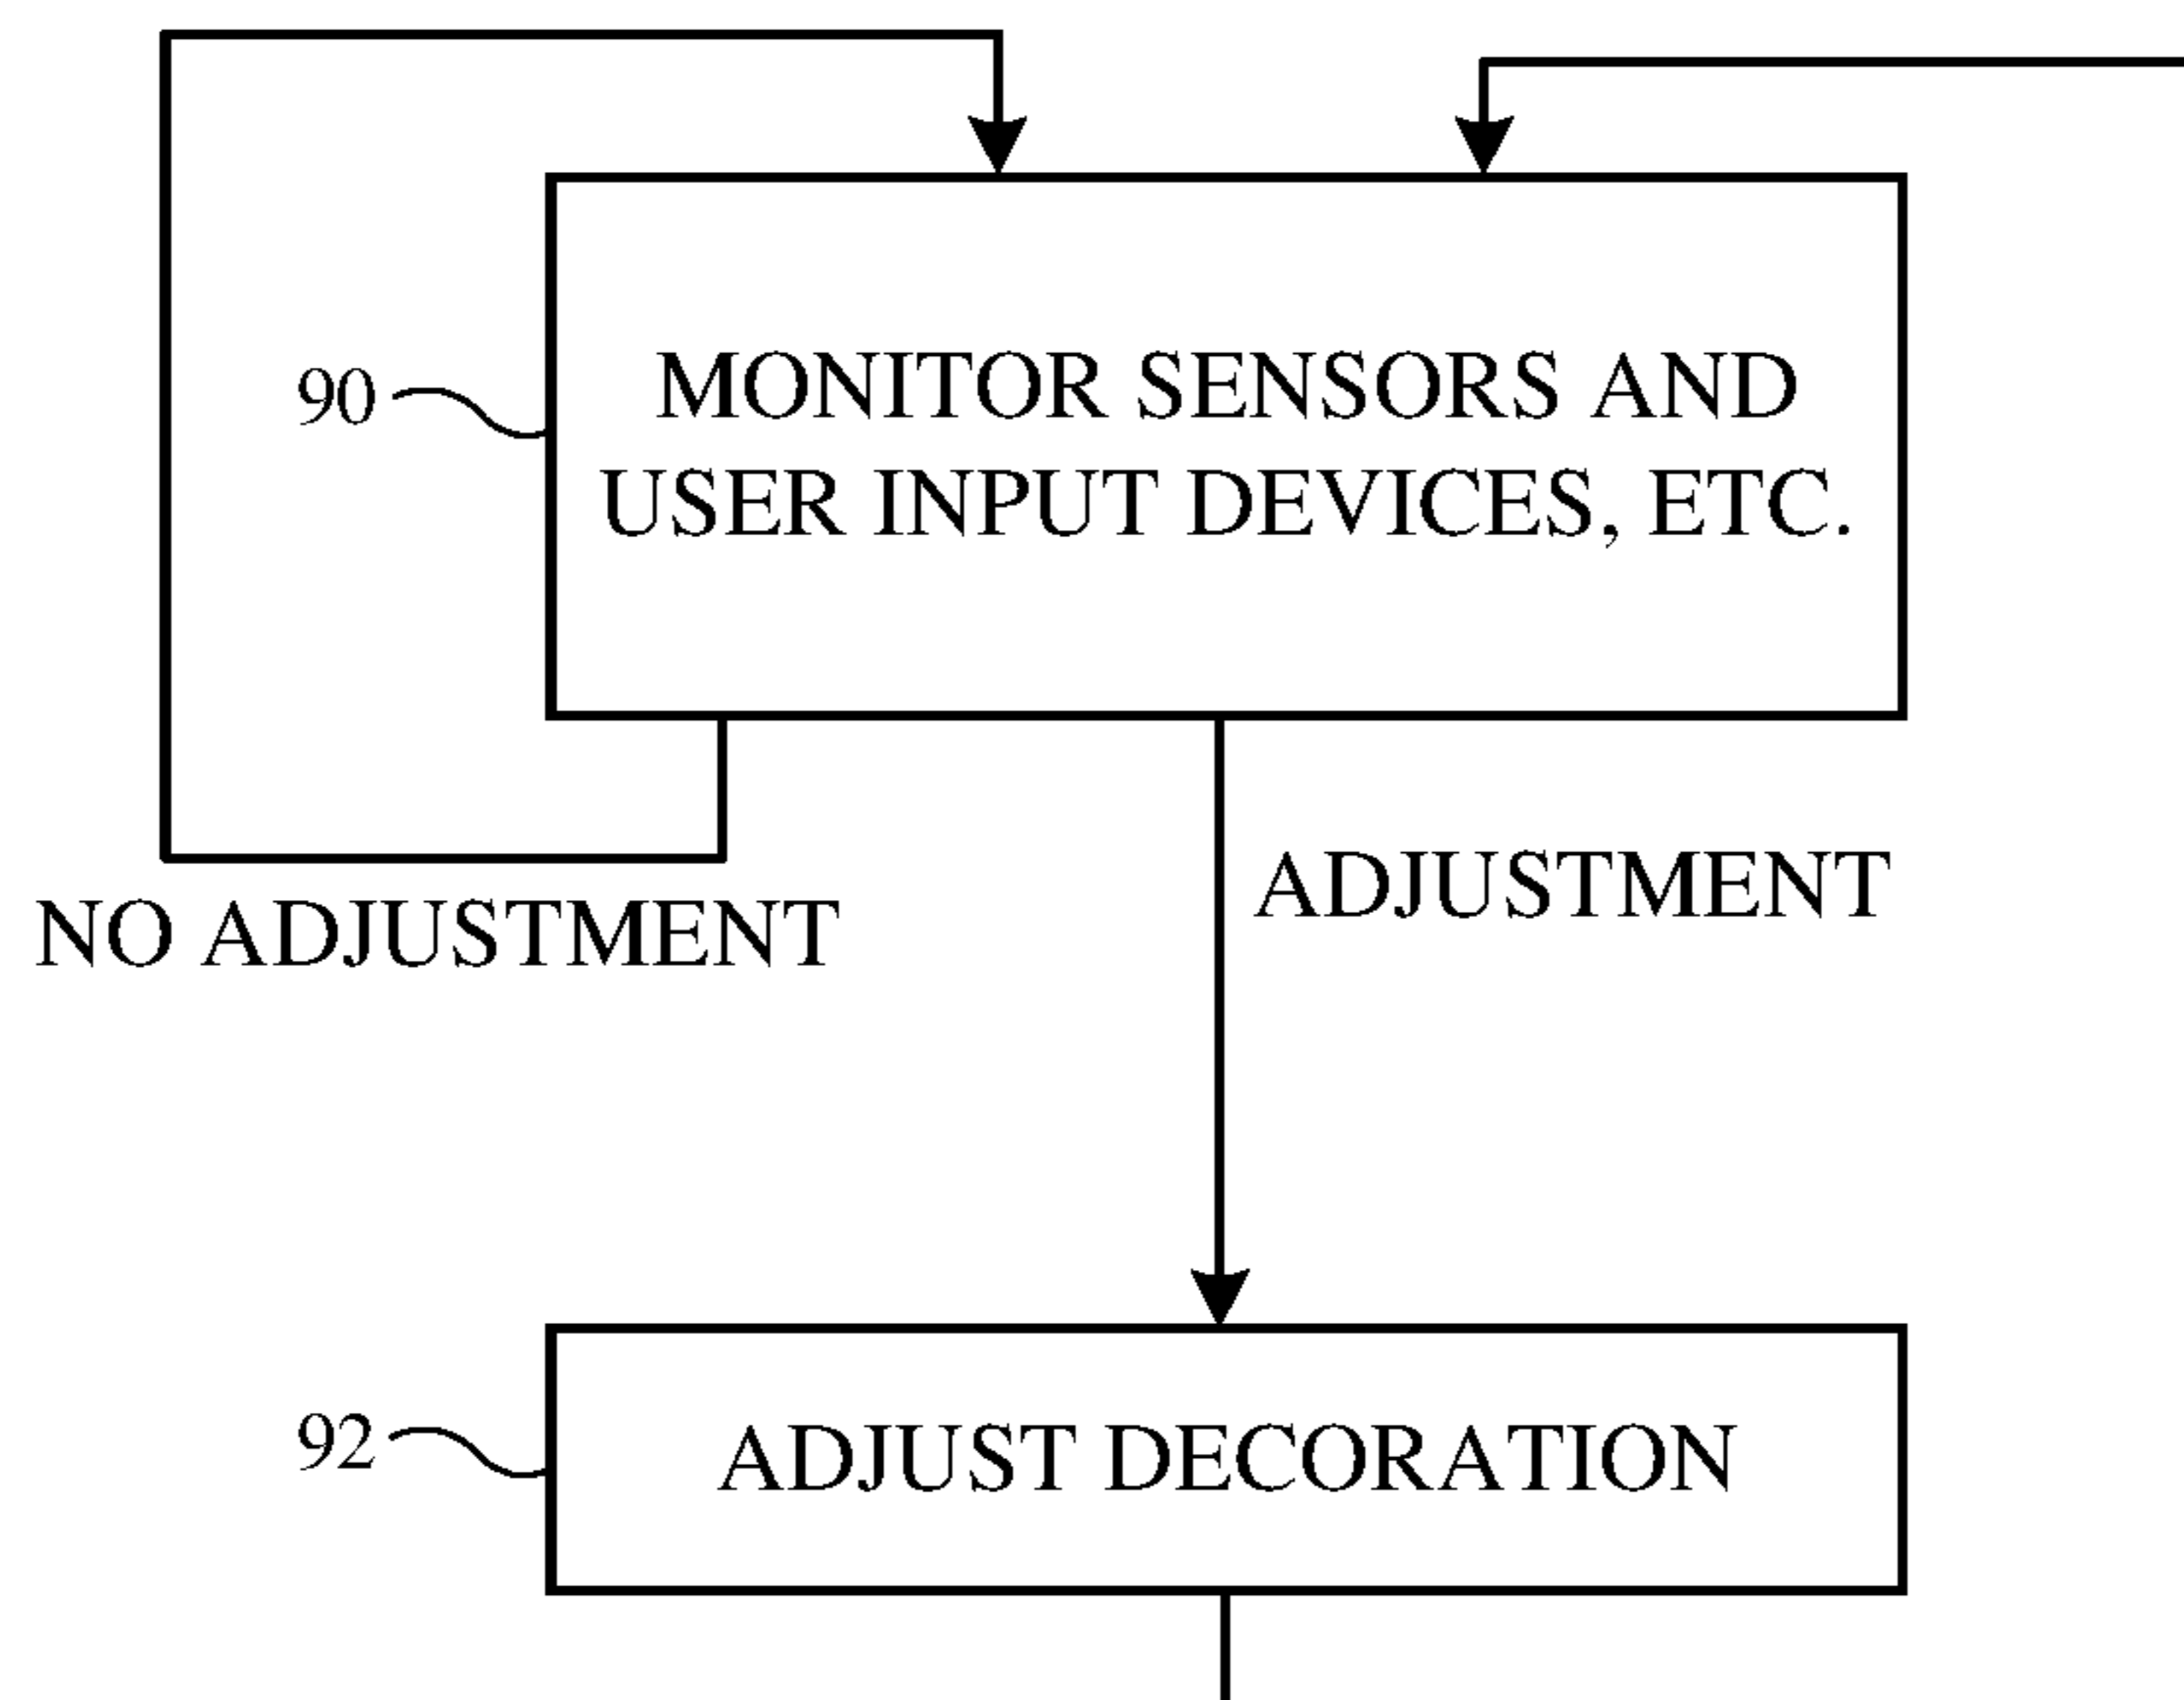 90
MONITOR SENSORS AND
USER INPUT DEVICES, ETC.
ADJUSTMENT
NO ADJUSTMENT
92
ADJUST DECORATION